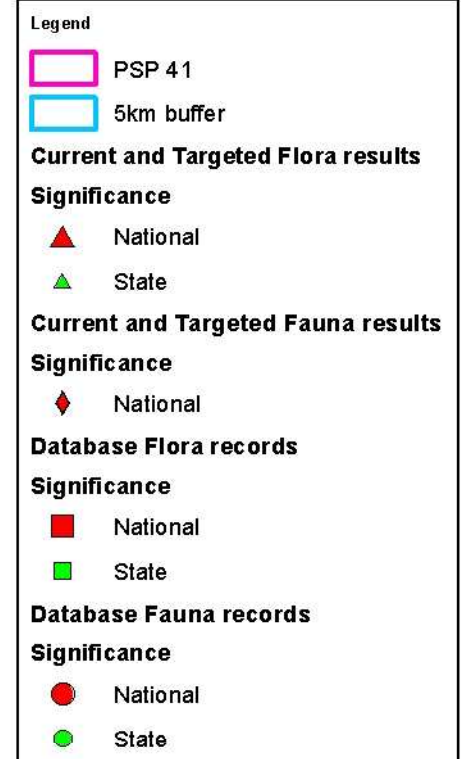 Legend
PSP 41
5km buffer
Current and Targeted Flora results
Significance
National
State
Current and Targeted Fauna results
Significance
National
Database Flora records
Significance
National
State
Database Fauna records
Significance
National
State